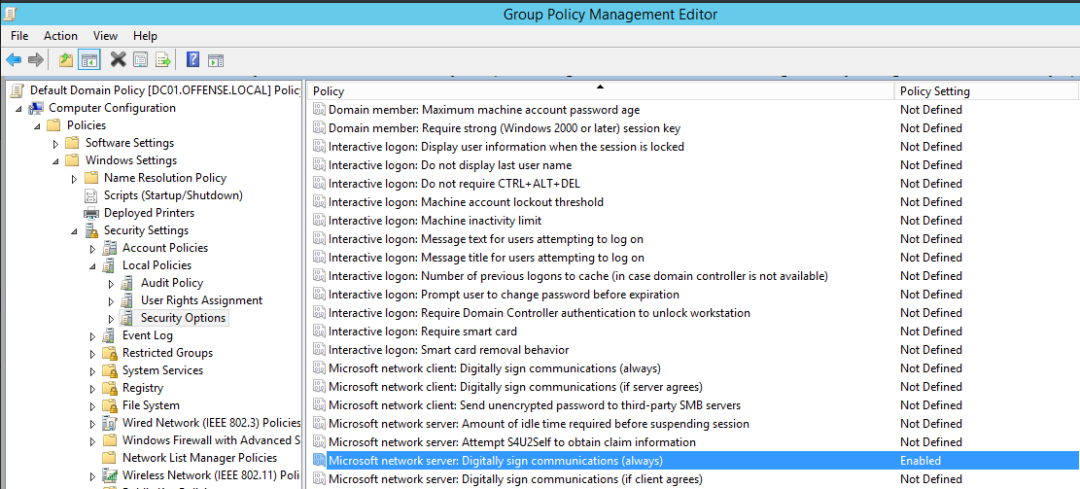 Group Policy Management Editor
File Action View Help
Default Domain Policy [DC01.OFFENSE.LOCAL] Polic
Computer Configuration
Policies
Software Settings
Windows Settings
Name Resolution Policy
Scripts (Startup/Shutdown)
Deployed Printers
Security Settings
Account Policies
Local Policies
Audit Policy
User Rights Assignment
Security Options
Event Log
Restricted Groups
System Services
Registry
File System
Wired Network (IEEE 802.3) Policies
Windows Firewall with Advanced S
Network List Manager Policies
Wireless Network (IEEE 802.11) Poli
Policy Policy Setting
Domain member: Maximum machine account password age Not Defined
Domain member: Require strong (Windows 2000 or later) session key Not Defined
Interactive logon: Display user information when the session is locked Not Defined
Interactive logon: Do not display last user name Not Defined
Interactive logon: Do not require CTRL+ALT+DEL Not Defined
Interactive logon: Machine account lockout threshold Not Defined
Interactive logon: Machine inactivity limit Not Defined
Interactive logon: Message text for users attempting to log on Not Defined
Interactive logon: Message title for users attempting to log on Not Defined
Interactive logon: Number of previous logons to cache (in case domain controller is not available) Not Defined
Interactive logon: Prompt user to change password before expiration Not Defined
Interactive logon: Require Domain Controller authentication to unlock workstation Not Defined
Interactive logon: Require smart card Not Defined
Interactive logon: Smart card removal behavior Not Defined
Microsoft network client: Digitally sign communications (always) Not Defined
Microsoft network client: Digitally sign communications (if server agrees) Not Defined
Microsoft network client: Send unencrypted password to third-party SMB servers Not Defined
Microsoft network server: Amount of idle time required before suspending session Not Defined
Microsoft network server: Attempt S4U2Self to obtain claim information Not Defined
Microsoft network server: Digitally sign communications (always) Enabled
Microsoft network server: Digitally sign communications (if client agrees) Not Defined